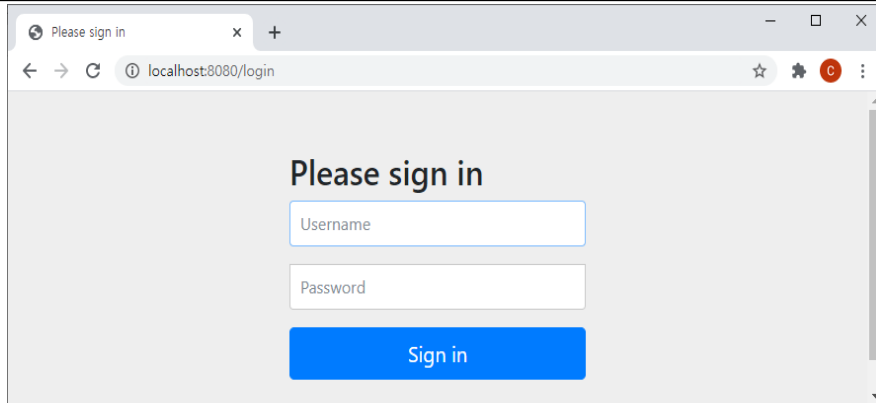 Please sign in
localhost:8080/login
C
Please sign in
Username
Password
Sign in